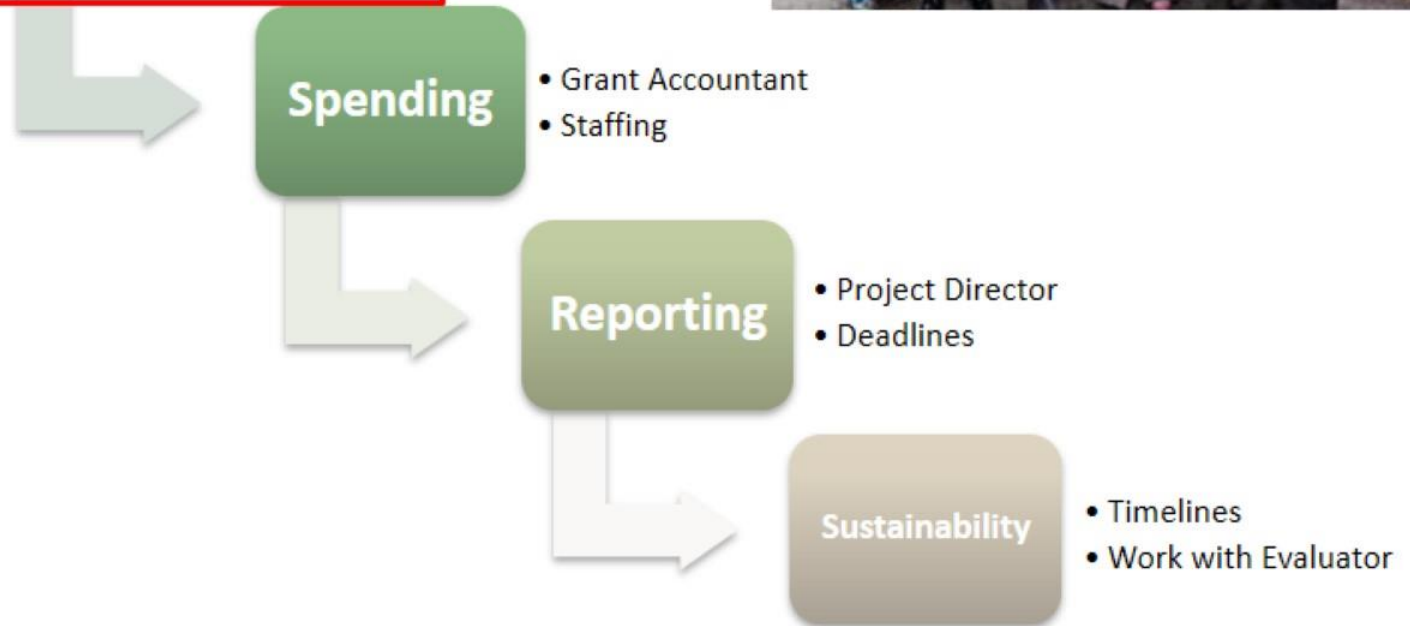 Spending
• Grant Accountant
• Staffing
Reporting
• Project Director
• Deadlines
Sustainability
• Timelines
• Work with Evaluator